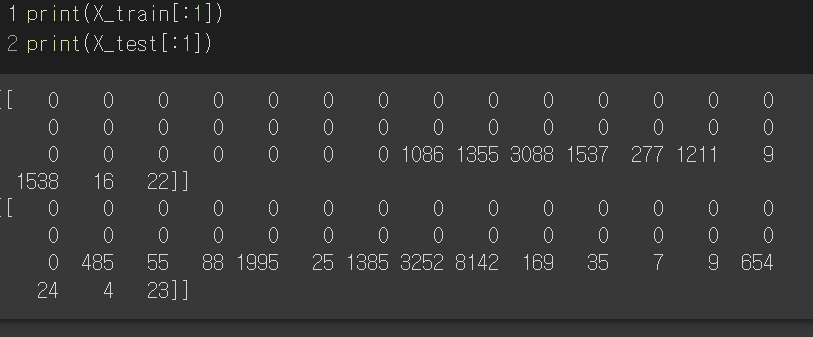 1 print(X_train[:1])
2 print(X_test[:1])
[[ 0 0 0 0 0 0 0 0 0 0 0 0 0 0
0 0 0 0 0 0 0 0 0 0 0 0 0 0
0 0 0 0 0 0 0 1086 1355 3088 1537 277 1211 9
1538 16 22]]
[[ 0 0 0 0 0 0 0 0 0 0 0 0 0 0
0 0 0 0 0 0 0 0 0 0 0 0 0 0
0 485 55 88 1995 25 1385 3252 8142 169 35 7 9 654
24 4 23]]